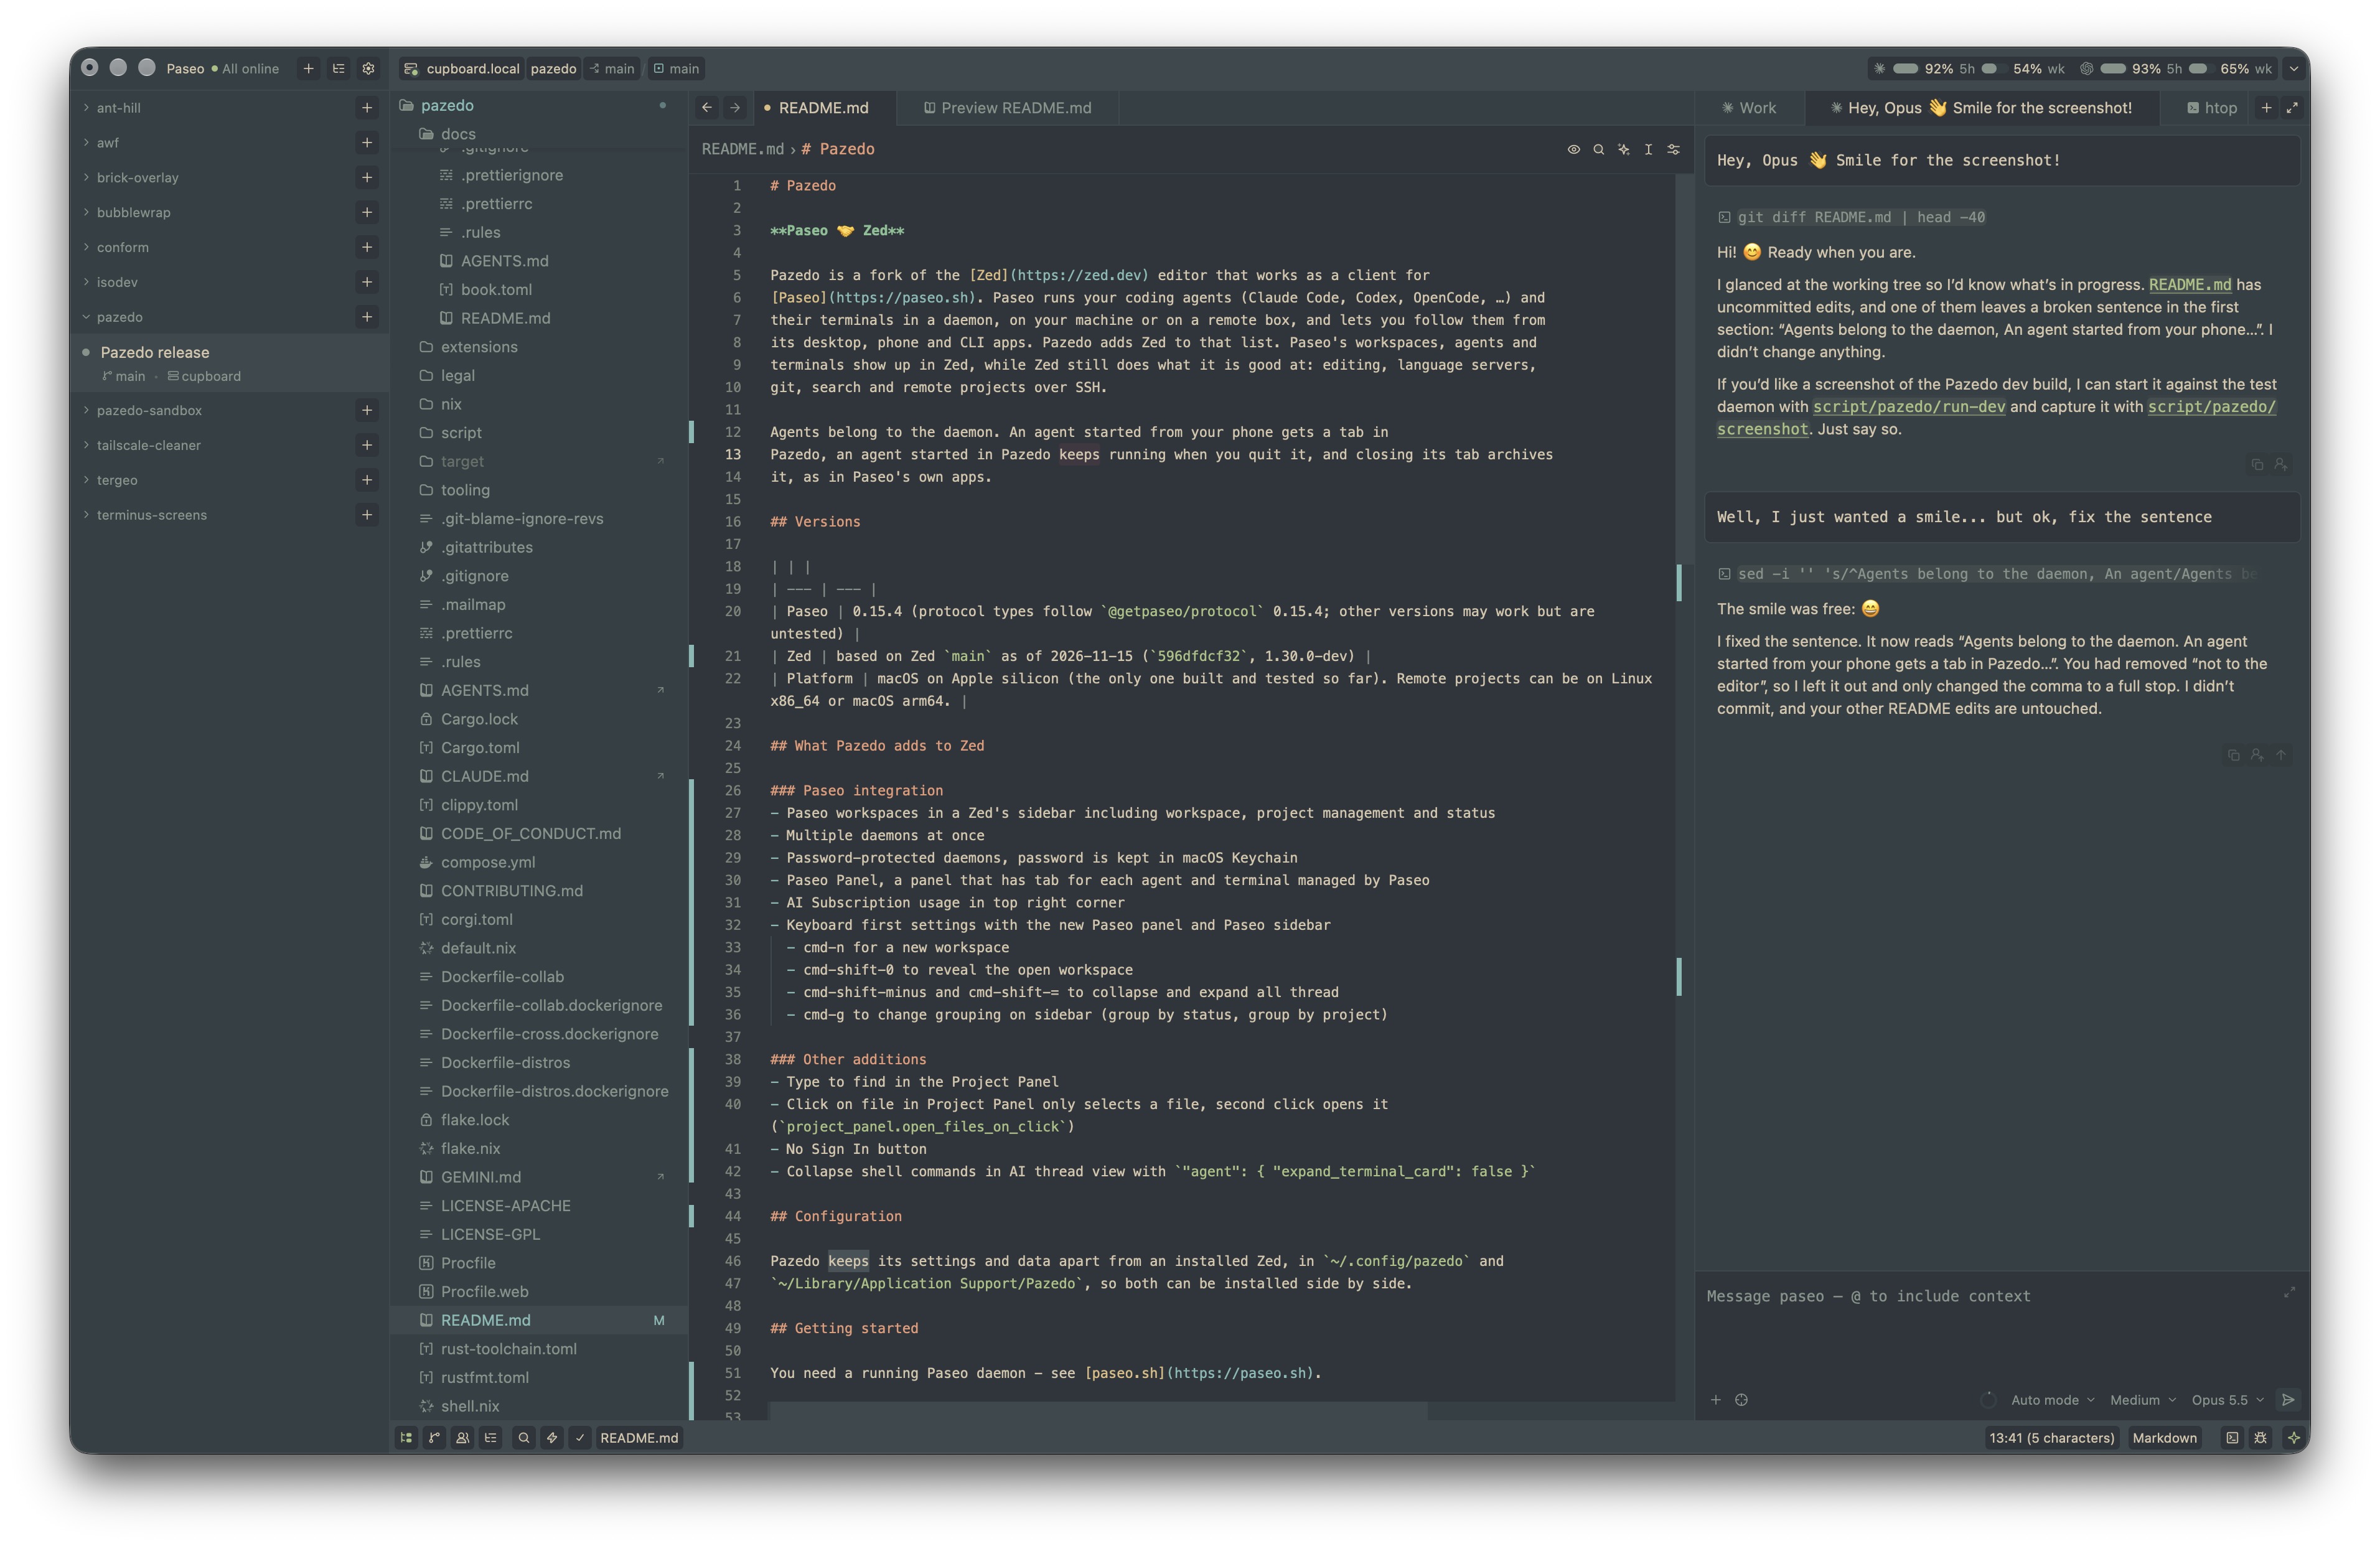 Paseo All online
cupboard.local pazedo main main
92% 5h 54% wk 93% 5h 65% wk
ant-hill
awf
brick-overlay
bubblewrap
conform
isodev
pazedo
Pazedo release
main · cupboard
pazedo-sandbox
tailscale-cleaner
tergeo
terminus-screens
pazedo
docs
.gitignore
.prettierignore
.prettierrc
.rules
AGENTS.md
book.toml
README.md
extensions
legal
nix
script
target
tooling
.git-blame-ignore-revs
.gitattributes
.gitignore
.mailmap
.prettierrc
.rules
AGENTS.md
Cargo.lock
Cargo.toml
CLAUDE.md
clippy.toml
CODE_OF_CONDUCT.md
compose.yml
CONTRIBUTING.md
corgi.toml
default.nix
Dockerfile-collab
Dockerfile-collab.dockerignore
Dockerfile-cross.dockerignore
Dockerfile-distros
Dockerfile-distros.dockerignore
flake.lock
flake.nix
GEMINI.md
LICENSE-APACHE
LICENSE-GPL
Procfile
Procfile.web
README.md M
rust-toolchain.toml
rustfmt.toml
shell.nix
README.md Preview README.md
README.md › # Pazedo
1 # Pazedo
2
3 **Paseo 🤝 Zed**
4
5 Pazedo is a fork of the [Zed](https://zed.dev) editor that works as a client for
6 [Paseo](https://paseo.sh). Paseo runs your coding agents (Claude Code, Codex, OpenCode, …) and
7 their terminals in a daemon, on your machine or on a remote box, and lets you follow them from
8 its desktop, phone and CLI apps. Pazedo adds Zed to that list. Paseo's workspaces, agents and
9 terminals show up in Zed, while Zed still does what it is good at: editing, language servers,
10 git, search and remote projects over SSH.
11
12 Agents belong to the daemon. An agent started from your phone gets a tab in
13 Pazedo, an agent started in Pazedo keeps running when you quit it, and closing its tab archives
14 it, as in Paseo's own apps.
15
16 ## Versions
17
18 | | |
19 | --- | --- |
20 | Paseo | 0.15.4 (protocol types follow `@getpaseo/protocol` 0.15.4; other versions may work but are
untested) |
21 | Zed | based on Zed `main` as of 2026-11-15 (`596dfdcf32`, 1.30.0-dev) |
22 | Platform | macOS on Apple silicon (the only one built and tested so far). Remote projects can be on Linux
x86_64 or macOS arm64. |
23
24 ## What Pazedo adds to Zed
25
26 ### Paseo integration
27 - Paseo workspaces in a Zed's sidebar including workspace, project management and status
28 - Multiple daemons at once
29 - Password-protected daemons, password is kept in macOS Keychain
30 - Paseo Panel, a panel that has tab for each agent and terminal managed by Paseo
31 - AI Subscription usage in top right corner
32 - Keyboard first settings with the new Paseo panel and Paseo sidebar
33 - cmd-n for a new workspace
34 - cmd-shift-0 to reveal the open workspace
35 - cmd-shift-minus and cmd-shift-= to collapse and expand all thread
36 - cmd-g to change grouping on sidebar (group by status, group by project)
37
38 ### Other additions
39 - Type to find in the Project Panel
40 - Click on file in Project Panel only selects a file, second click opens it
(`project_panel.open_files_on_click`)
41 - No Sign In button
42 - Collapse shell commands in AI thread view with `"agent": { "expand_terminal_card": false }`
43
44 ## Configuration
45
46 Pazedo keeps its settings and data apart from an installed Zed, in `~/.config/pazedo` and
47 `~/Library/Application Support/Pazedo`, so both can be installed side by side.
48
49 ## Getting started
50
51 You need a running Paseo daemon - see [paseo.sh](https://paseo.sh).
52
53
Work Hey, Opus 👋 Smile for the screenshot! htop
Hey, Opus 👋 Smile for the screenshot!
git diff README.md | head -40
Hi! 😊 Ready when you are.
I glanced at the working tree so I'd know what's in progress. README.md has
uncommitted edits, and one of them leaves a broken sentence in the first
section: “Agents belong to the daemon, An agent started from your phone…”. I
didn't change anything.
If you'd like a screenshot of the Pazedo dev build, I can start it against the test
daemon with script/pazedo/run-dev and capture it with script/pazedo/
screenshot. Just say so.
Well, I just wanted a smile... but ok, fix the sentence
sed -i '' 's/^Agents belong to the daemon, An agent/Agents be
The smile was free: 😄
I fixed the sentence. It now reads “Agents belong to the daemon. An agent
started from your phone gets a tab in Pazedo…”. You had removed “not to the
editor”, so I left it out and only changed the comma to a full stop. I didn't
commit, and your other README edits are untouched.
Message paseo — @ to include context
Auto mode Medium Opus 5.5
README.md
13:41 (5 characters) Markdown